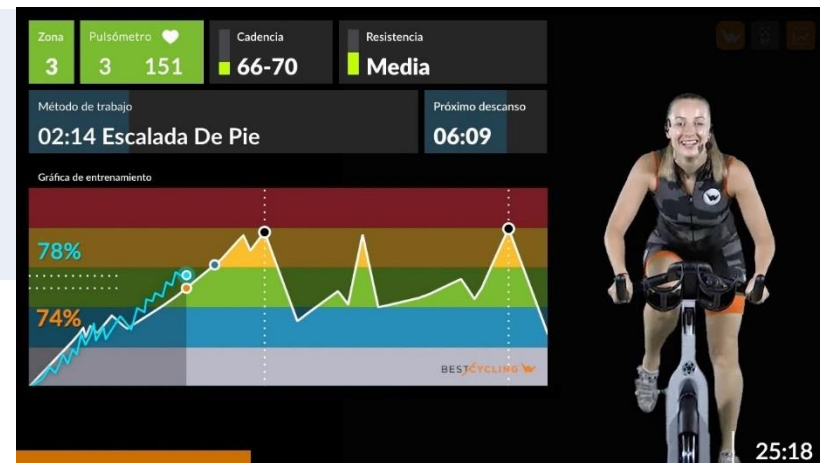 Zona
3
Pulsómetro
3 151
Cadencia
66-70
Resistencia
Media
Método de trabajo
02:14 Escalada De Pie
Próximo descanso
06:09
Gráfica de entrenamiento
78%
74%
BESTCYCLING
25:18